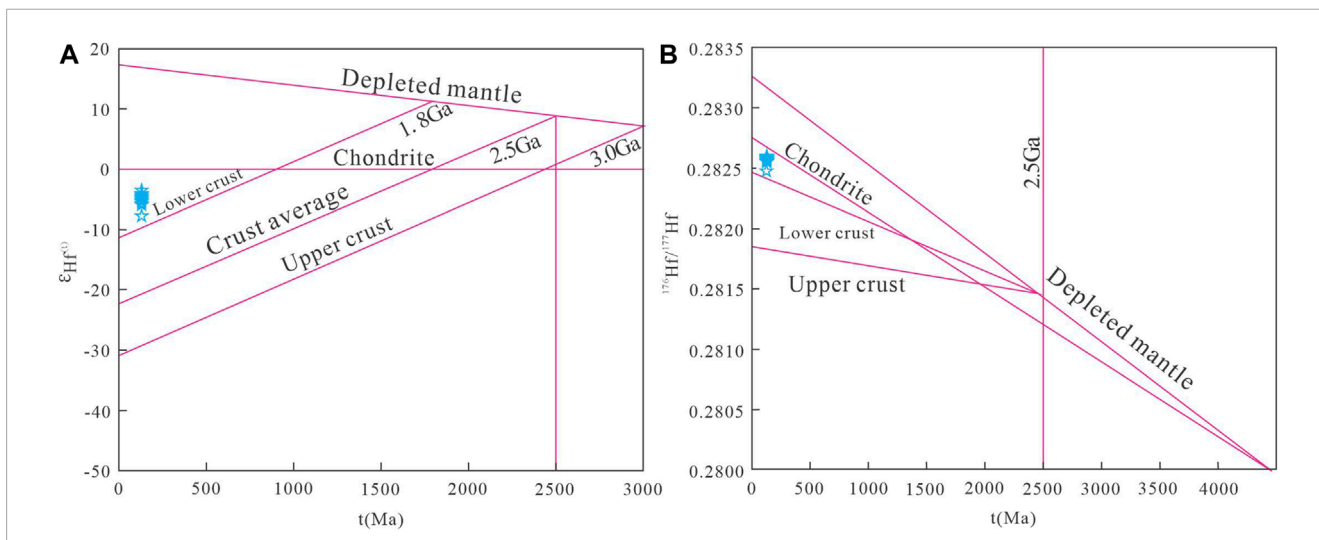 A
20
10
0
-10
-20
-30
-40
-50
εHf(t)
0
500
1000
1500
2000
2500
3000
t(Ma)
Depleted mantle
1.8Ga
Chondrite
2.5Ga
3.0Ga
Lower crust
Crust average
Upper crust
B
0.2835
0.2830
0.2825
0.2820
0.2815
0.2810
0.2805
0.2800
176Hf/177Hf
0
500
1000
1500
2000
2500
3000
3500
4000
t(Ma)
2.5Ga
Chondrite
Lower crust
Upper crust
Depleted mantle